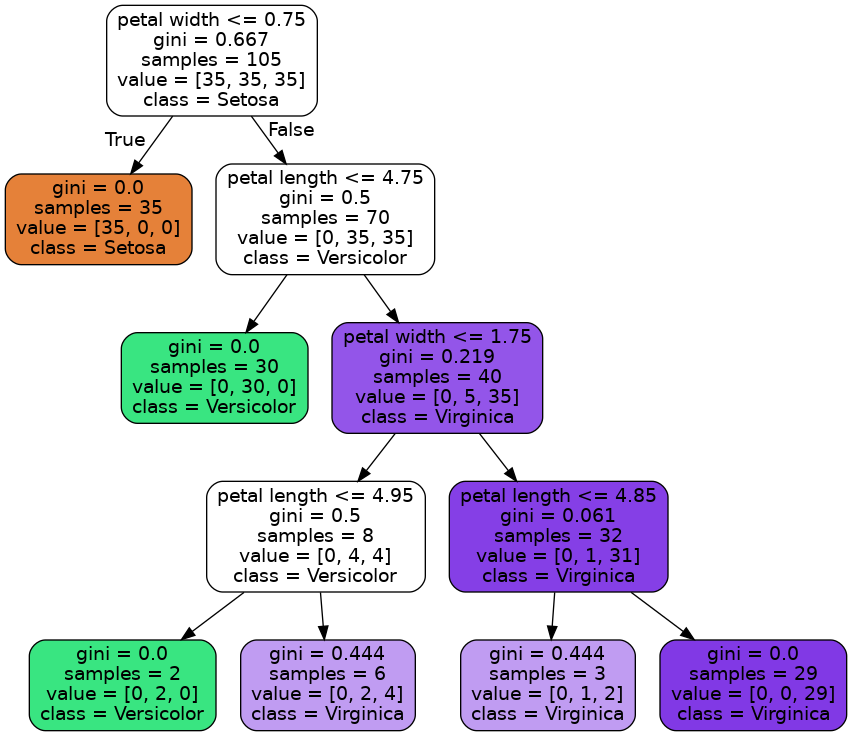 petal width <= 0.75
gini = 0.667
samples = 105
value = [35, 35, 35]
class = Setosa
True
False
gini = 0.0
samples = 35
value = [35, 0, 0]
class = Setosa
petal length <= 4.75
gini = 0.5
samples = 70
value = [0, 35, 35]
class = Versicolor
gini = 0.0
samples = 30
value = [0, 30, 0]
class = Versicolor
petal width <= 1.75
gini = 0.219
samples = 40
value = [0, 5, 35]
class = Virginica
petal length <= 4.95
gini = 0.5
samples = 8
value = [0, 4, 4]
class = Versicolor
petal length <= 4.85
gini = 0.061
samples = 32
value = [0, 1, 31]
class = Virginica
gini = 0.0
samples = 2
value = [0, 2, 0]
class = Versicolor
gini = 0.444
samples = 6
value = [0, 2, 4]
class = Virginica
gini = 0.444
samples = 3
value = [0, 1, 2]
class = Virginica
gini = 0.0
samples = 29
value = [0, 0, 29]
class = Virginica